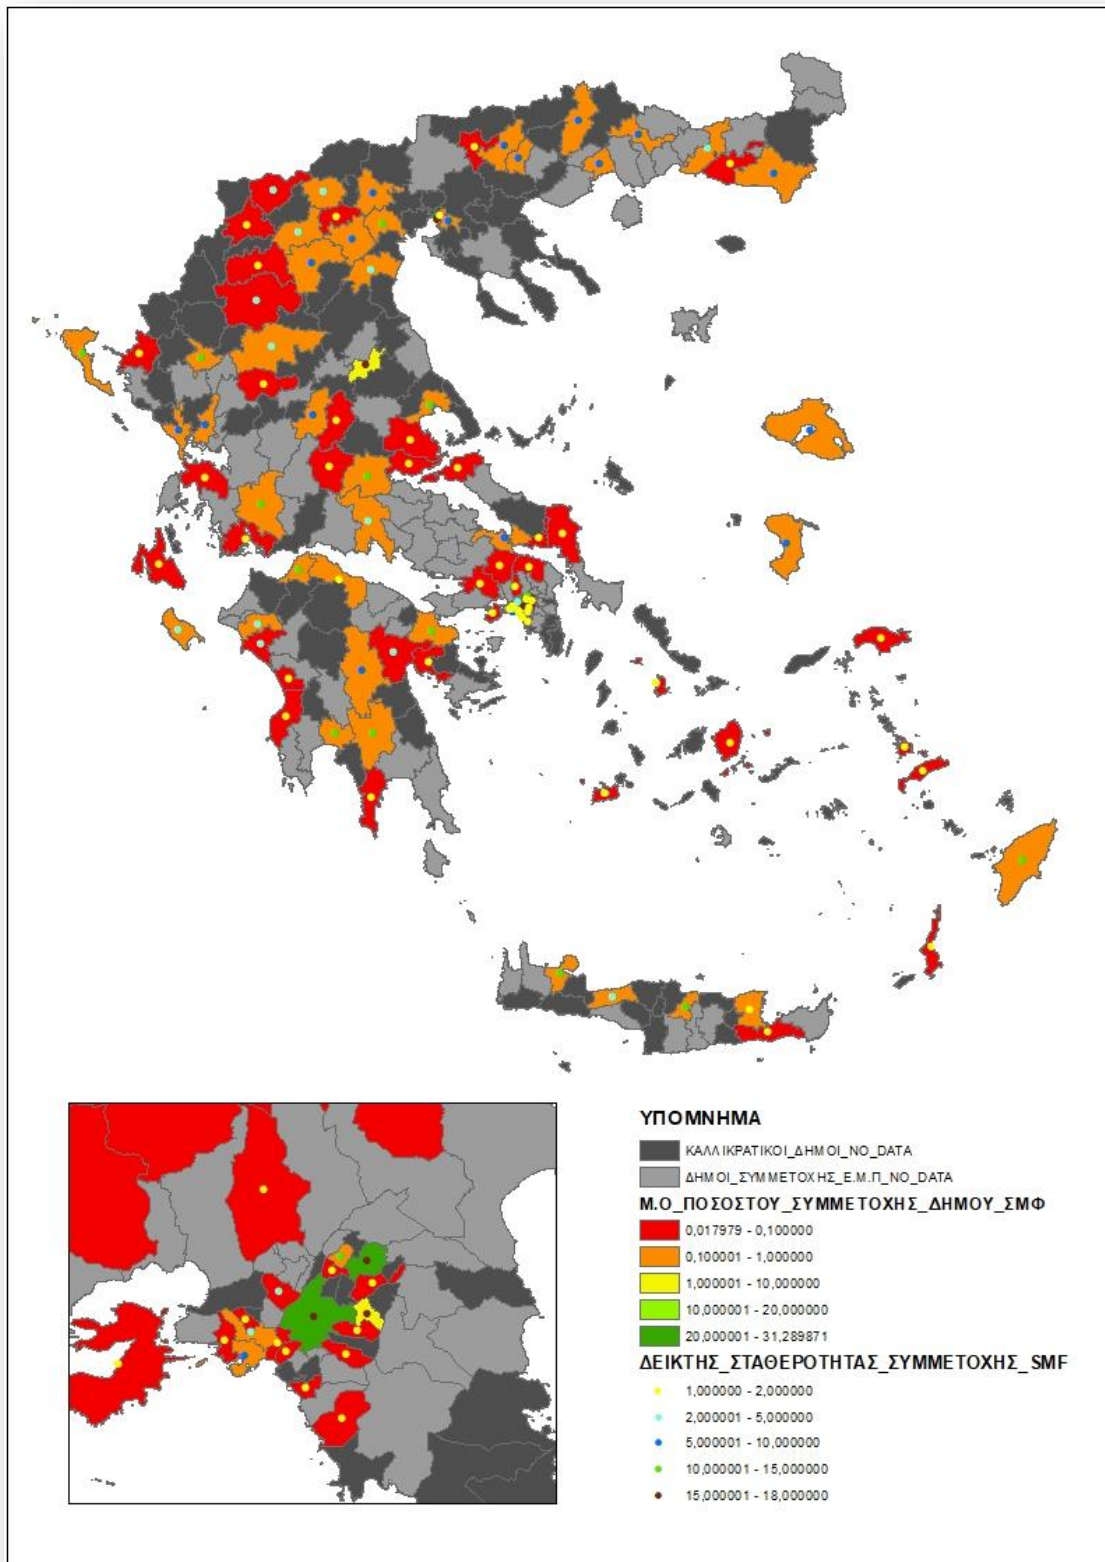 ΥΠΟΜΝΗΜΑ
ΚΑΛΛΙΚΡΑΤΙΚΟΙ_ΔΗΜΟΙ_NO_DATA
ΔΗΜΟΙ_ΣΥΜΜΕΤΟΧΗΣ_Ε.Μ.Π_NO_DATA
Μ.Ο_ΠΟΣΟΣΤΟΥ_ΣΥΜΜΕΤΟΧΗΣ_ΔΗΜΟΥ_ΣΜΦ
0,017979 - 0,100000
0,100001 - 1,000000
1,000001 - 10,000000
10,000001 - 20,000000
20,000001 - 31,289871
ΔΕΙΚΤΗΣ_ΣΤΑΘΕΡΟΤΗΤΑΣ_ΣΥΜΜΕΤΟΧΗΣ_SMF
1,000000 - 2,000000
2,000001 - 5,000000
5,000001 - 10,000000
10,000001 - 15,000000
15,000001 - 18,000000